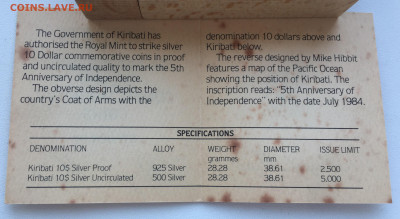 COINS.LAVE.RU
The Government of Kiribati has
authorised the Royal Mint to strike silver
10 Dollar commemorative coins in proof
and uncirculated quality to mark the 5th
Anniversary of Independence.
The obverse design depicts the
country's Coat of Arms with the
denomination 10 dollars above and
Kiribati below.
The reverse designed by Mike Hibbit
features a map of the Pacific Ocean
showing the position of Kiribati. The
inscription reads: "5th Anniversary of
Independence" with the date July 1984.
SPECIFICATIONS
DENOMINATION ALLOY WEIGHT DIAMETER ISSUE LIMIT
grammes mm
Kiribati 10$ Silver Proof 925 Silver 28.28 38.61 2,500
Kiribati 10$ Silver Uncirculated 500 Silver 28.28 38.61 5,000